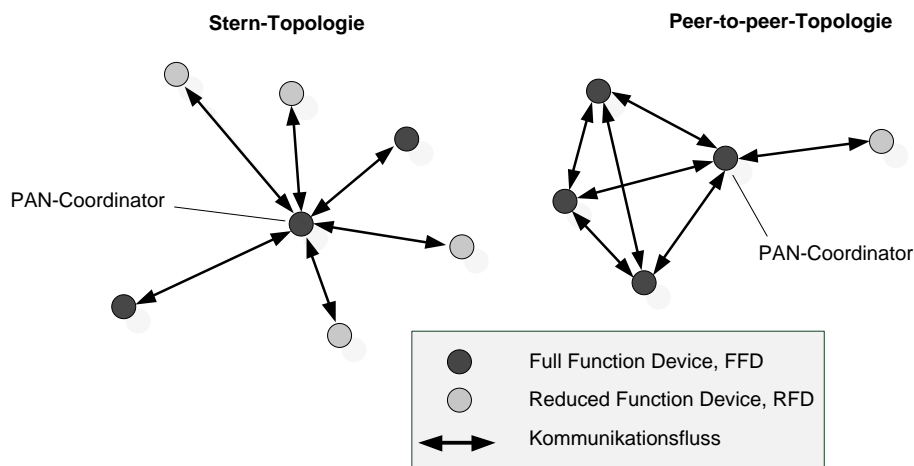 Stern-Topologie
Peer-to-peer-Topologie
PAN-Coordinator
PAN-Coordinator
Full Function Device, FFD
Reduced Function Device, RFD
Kommunikationsfluss